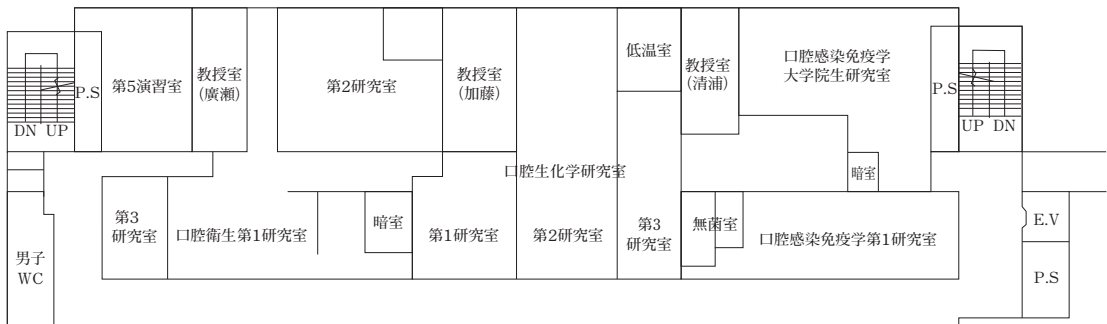 P.S
DN UP
第5演習室
教授室
(廣瀬)
第2研究室
教授室
(加藤)
低温室
教授室
(清浦)
口腔感染免疫学
大学院生研究室
P.S
UP DN
口腔生化学研究室
暗室
第3
研究室
口腔衛生第1研究室
暗室
第1研究室
第2研究室
第3
研究室
無菌室
口腔感染免疫学第1研究室
男子
WC
E.V
P.S